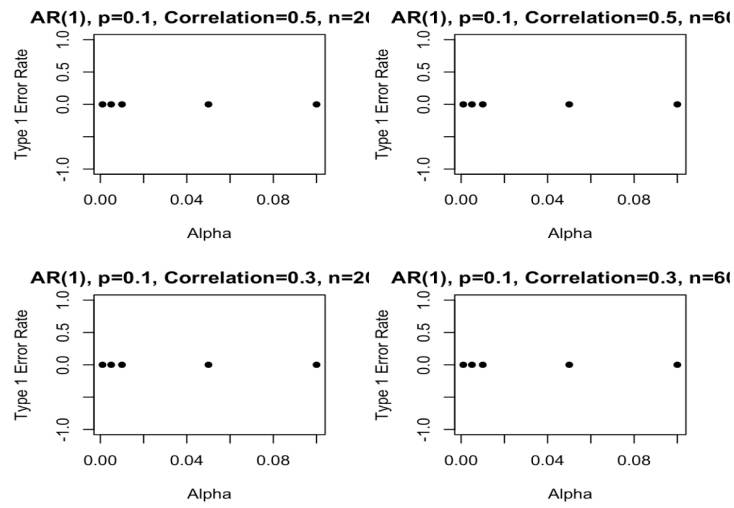 AR(1), p=0.1, Correlation=0.5, n=20
1.0
0.5
0.0
-1.0
Type 1 Error Rate
0.00 0.04 0.08
Alpha
AR(1), p=0.1, Correlation=0.5, n=60
1.0
0.5
0.0
-1.0
Type 1 Error Rate
0.00 0.04 0.08
Alpha
AR(1), p=0.1, Correlation=0.3, n=20
1.0
0.5
0.0
-1.0
Type 1 Error Rate
0.00 0.04 0.08
Alpha
AR(1), p=0.1, Correlation=0.3, n=60
1.0
0.5
0.0
-1.0
Type 1 Error Rate
0.00 0.04 0.08
Alpha